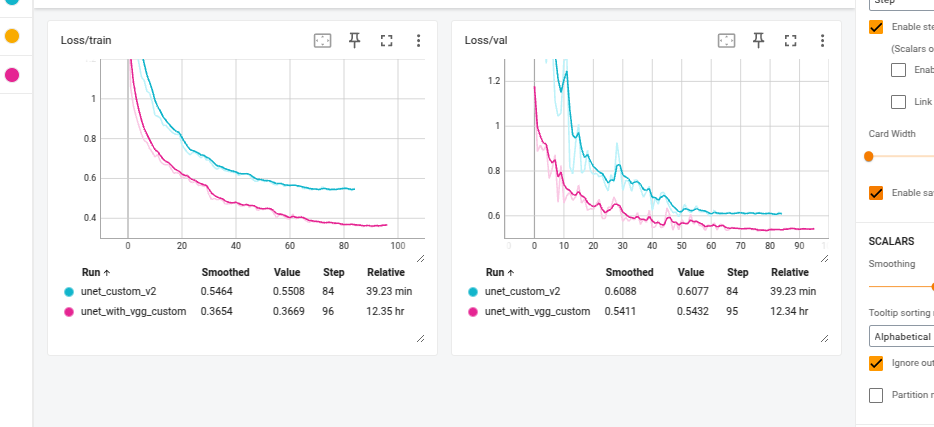 Step
Loss/train
Loss/val
Enable ste
(Scalars o
Enab
Link
1
0.8
0.6
0.4
0 20 40 60 80 100
1.2
1
0.8
0.6
0 0 10 20 30 40 50 60 70 80 90
Card Width
Enable sa
Run ↑ Smoothed Value Step Relative
unet_custom_v2 0.5464 0.5508 84 39.23 min
unet_with_vgg_custom 0.3654 0.3669 96 12.35 hr
Run ↑ Smoothed Value Step Relative
unet_custom_v2 0.6088 0.6077 84 39.23 min
unet_with_vgg_custom 0.5411 0.5432 95 12.34 hr
SCALARS
Smoothing
Tooltip sorting
Alphabetical
Ignore out
Partition